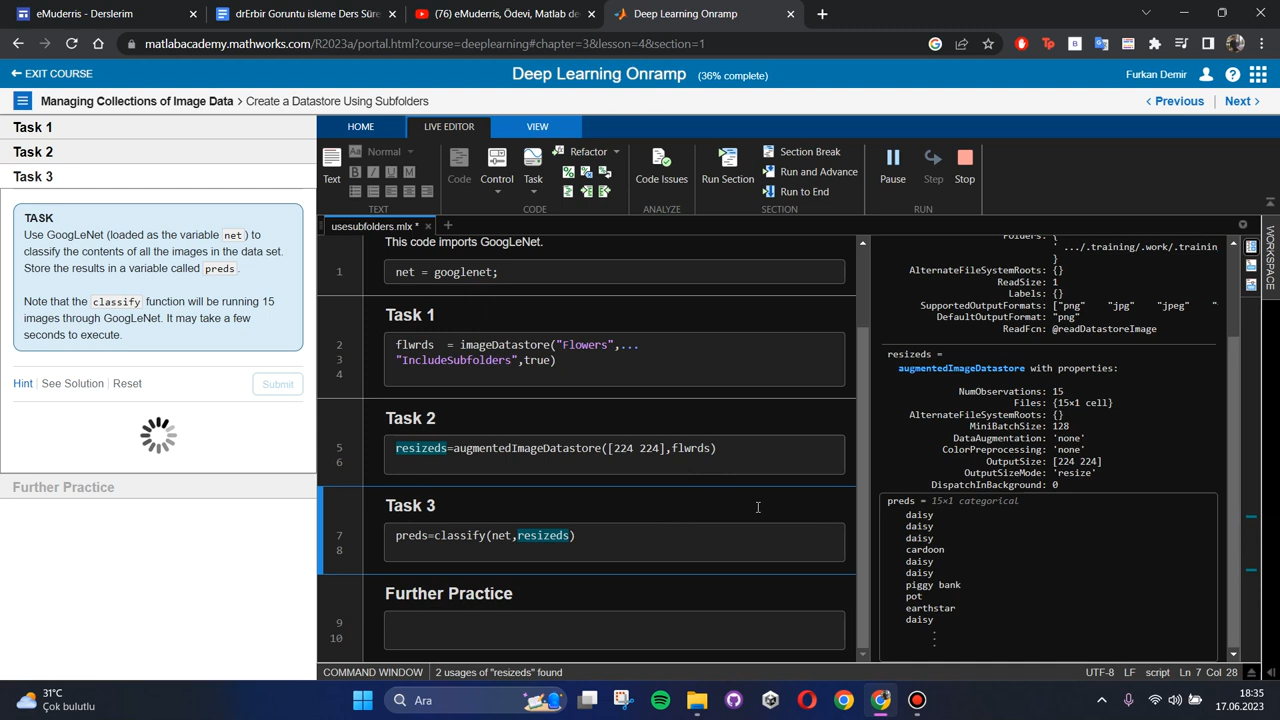 eMuderris - Derslerim
drErbir Goruntu isleme Ders Süre
(76) eMuderris, Ödevi, Matlab de
Deep Learning Onramp
matlabacademy.mathworks.com/R2023a/portal.html?course=deeplearning#chapter=3&lesson=4&section=1
EXIT COURSE
Deep Learning Onramp (36% complete)
Furkan Demir
Managing Collections of Image Data > Create a Datastore Using Subfolders
Previous
Next
Task 1
Task 2
Task 3
TASK
Use GoogLeNet (loaded as the variable net) to
classify the contents of all the images in the data set.
Store the results in a variable called preds.
Note that the classify function will be running 15
images through GoogLeNet. It may take a few
seconds to execute.
Hint See Solution Reset
Submit
Further Practice
HOME
LIVE EDITOR
VIEW
Text
Normal
B I U M
TEXT
Code
Control
Task
Refactor
CODE
Code Issues
ANALYZE
Run Section
Section Break
Run and Advance
Run to End
SECTION
Pause
Step
Stop
RUN
usesubfolders.mlx *
WORKSPACE
This code imports GoogLeNet.
1 net = googlenet;
Task 1
2 flwrds = imageDatastore("Flowers",...
3 "IncludeSubfolders",true)
4
Task 2
5 resizeds=augmentedImageDatastore([224 224],flwrds)
6
Task 3
7 preds=classify(net,resizeds)
8
Further Practice
9
10
Folders: {
' .../.training/.work/.trainin
}
AlternateFileSystemRoots: {}
ReadSize: 1
Labels: {}
SupportedOutputFormats: ["png" "jpg" "jpeg" "
DefaultOutputFormat: "png"
ReadFcn: @readDatastoreImage
resizeds =
augmentedImageDatastore with properties:
NumObservations: 15
Files: {15×1 cell}
AlternateFileSystemRoots: {}
MiniBatchSize: 128
DataAugmentation: 'none'
ColorPreprocessing: 'none'
OutputSize: [224 224]
OutputSizeMode: 'resize'
DispatchInBackground: 0
preds = 15×1 categorical
daisy
daisy
daisy
cardoon
daisy
daisy
piggy bank
pot
earthstar
daisy
COMMAND WINDOW
2 usages of "resizeds" found
UTF-8
LF
script
Ln 7 Col 28
31°C
Çok bulutlu
Ara
18:35
17.06.2023